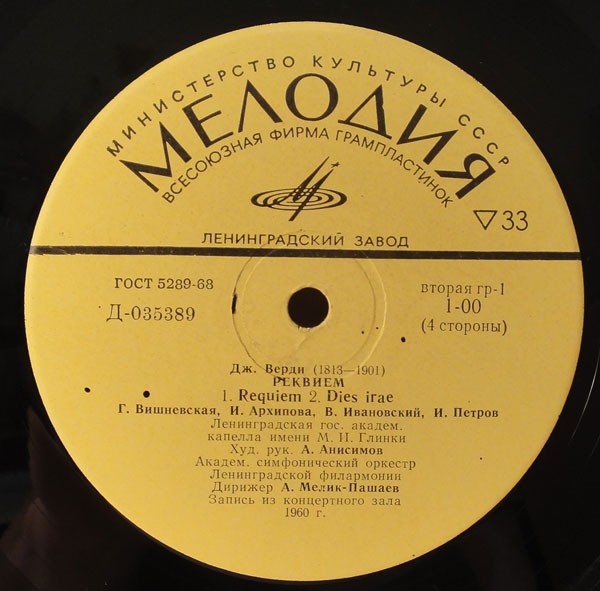 МИНИСТЕРСТВО КУЛЬТУРЫ СССР
МЕЛОДИЯ
ВСЕСОЮЗНАЯ ФИРМА ГРАМПЛАСТИНОК
▽33
ЛЕНИНГРАДСКИЙ ЗАВОД
ГОСТ 5289-68
Д-035389
вторая гр-1
1-00
(4 стороны)
Дж. Верди (1813—1901)
РЕКВИЕМ
1. Requiem 2. Dies irae
Г. Вишневская, И. Архипова, В. Ивановский, И. Петров
Ленинградская гос. академ.
капелла имени М. И. Глинки
Худ. рук. А. Анисимов
Академ. симфонический оркестр
Ленинградской филармонии
Дирижер А. Мелик-Пашаев
Запись из концертного зала
1960 г.